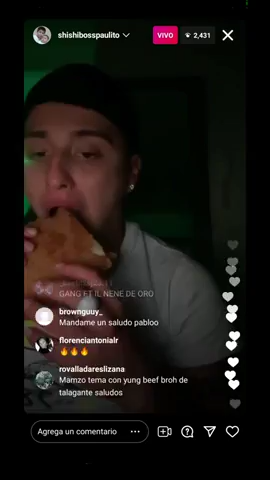 shishibosspaulito
VIVO
2,431
GANG FT IL NENE DE ORO
brownguuy_
Mandame un saludo pabloo
florenciantonialr
🔥🔥🔥
rovalladareslizana
Mamzo tema con yung beef broh de
talagante saludos
Agrega un comentario